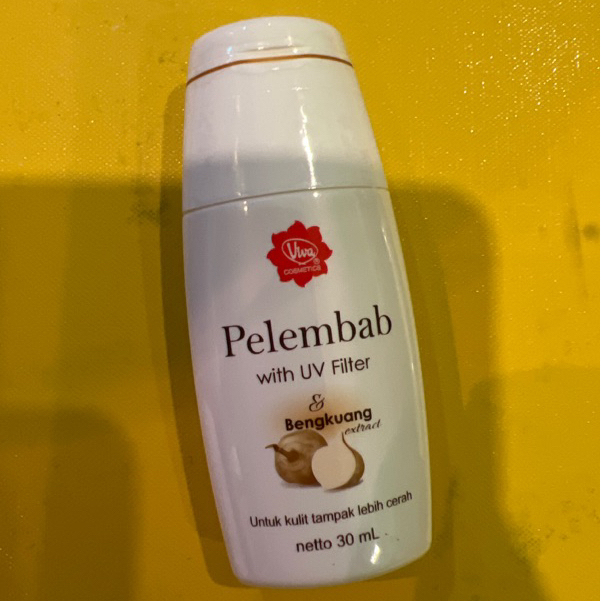 Viva®
COSMETICS
Pelembab
with UV Filter
&
Bengkuang
extract
Untuk kulit tampak lebih cerah
netto 30 mL